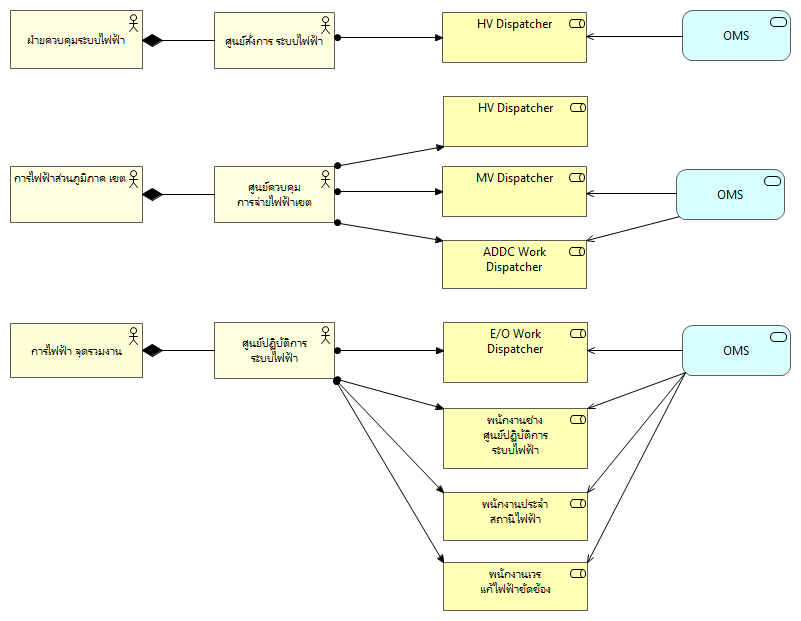 ฝ่ายควบคุมระบบไฟฟ้า
ศูนย์สั่งการ ระบบไฟฟ้า
HV Dispatcher
OMS
HV Dispatcher
การไฟฟ้าส่วนภูมิภาค เขต
ศูนย์ควบคุม
การจ่ายไฟฟ้าเขต
MV Dispatcher
OMS
ADDC Work
Dispatcher
การไฟฟ้า จุดรวมงาน
ศูนย์ปฏิบัติการ
ระบบไฟฟ้า
E/O Work
Dispatcher
OMS
พนักงานช่าง
ศูนย์ปฏิบัติการ
ระบบไฟฟ้า
พนักงานประจำ
สถานีไฟฟ้า
พนักงานเวร
แก้ไฟฟ้าขัดข้อง